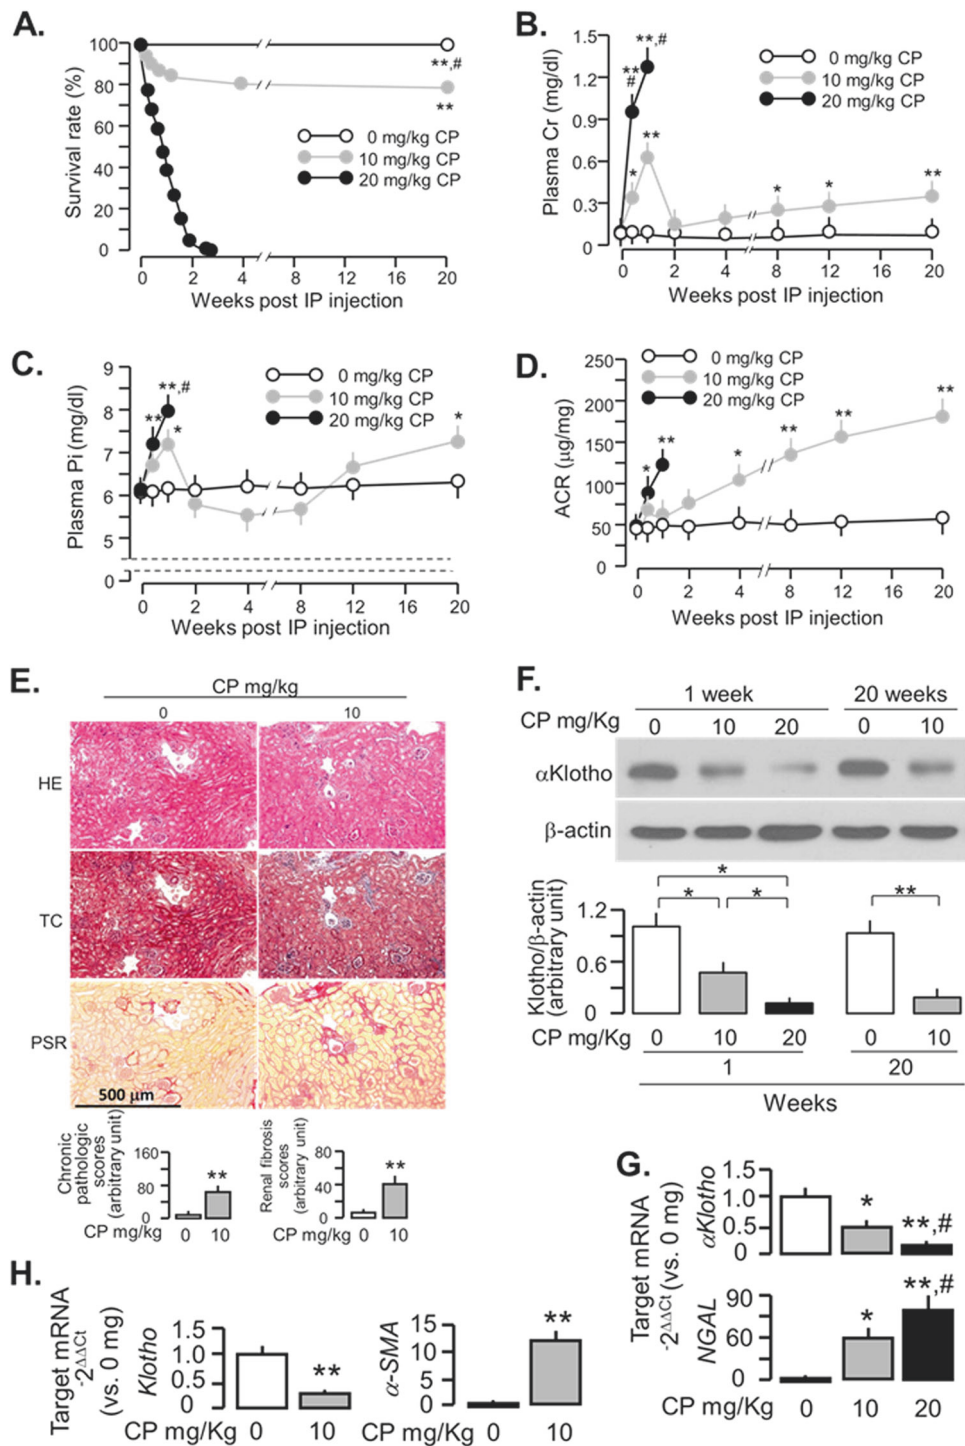 A.
100
80
60
40
20
0
Survival rate (%)
**,#
**
0 mg/kg CP
10 mg/kg CP
20 mg/kg CP
0 2 4 8 12 16 20
Weeks post IP injection
B.
1.5
1.2
0.9
0.6
0.3
0
Plasma Cr (mg/dl)
**,#
**
#
**
*
* * **
0 mg/kg CP
10 mg/kg CP
20 mg/kg CP
0 2 4 8 12 20
Weeks post IP injection
C.
9
8
7
6
5
0
Plasma Pi (mg/dl)
**,#
**
*
*
0 mg/kg CP
10 mg/kg CP
20 mg/kg CP
0 2 4 8 12 20
Weeks post IP injection
D.
250
200
150
100
50
0
ACR (µg/mg)
0 mg/kg CP
10 mg/kg CP
20 mg/kg CP
* ** * ** ** **
0 2 4 8 12 20
Weeks post IP injection
E.
CP mg/kg
0 10
HE
TC
PSR
500 µm
Chronic
pathologic
scores
(arbitrary unit)
160
120
80
40
0
**
CP mg/kg 0 10
Renal fibrosis
scores
(arbitrary unit)
80
40
0
**
CP mg/kg 0 10
F.
1 week 20 weeks
CP mg/Kg 0 10 20 0 10
αKlotho
β-actin
Klotho/β-actin
(arbitrary unit)
1.2
0.6
0
*
* *
**
CP mg/Kg 0 10 20 0 10
1 20
Weeks
G.
Target mRNA
-2ΔΔCt (vs. 0 mg)
αKlotho
1.5
1.0
0.5
0
*
**,#
NGAL
90
60
30
0
*
**,#
CP mg/Kg 0 10 20
H.
Target mRNA
-2ΔΔCt
(vs. 0 mg)
Klotho
1.5
1.0
0.5
0
**
CP mg/Kg 0 10
α-SMA
15
10
5
0
**
CP mg/Kg 0 10